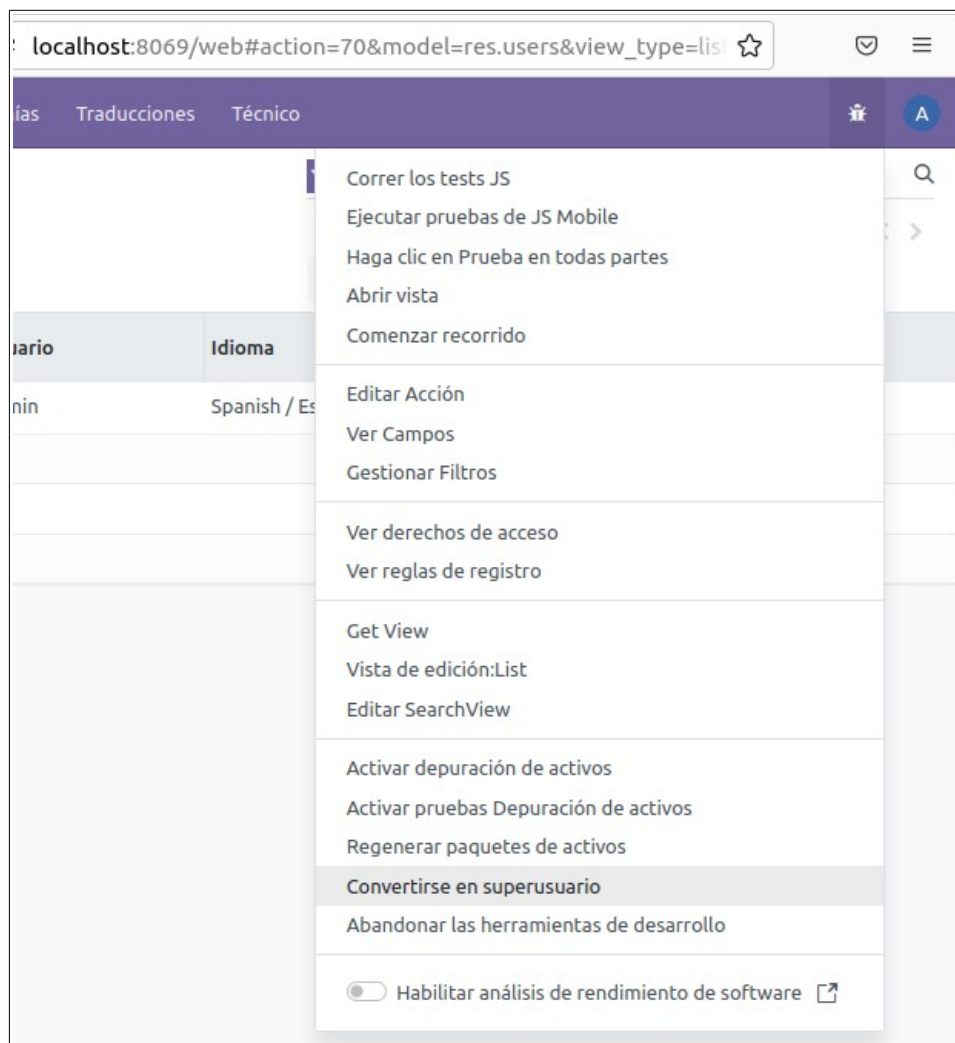 localhost:8069/web#action=70&model=res.users&view_type=lis
ías Traducciones Técnico A
Correr los tests JS
Ejecutar pruebas de JS Mobile
Haga clic en Prueba en todas partes
Abrir vista
Comenzar recorrido
uario Idioma
Editar Acción
min Spanish / Es
Ver Campos
Gestionar Filtros
Ver derechos de acceso
Ver reglas de registro
Get View
Vista de edición:List
Editar SearchView
Activar depuración de activos
Activar pruebas Depuración de activos
Regenerar paquetes de activos
Convertirse en superusuario
Abandonar las herramientas de desarrollo
Habilitar análisis de rendimiento de software